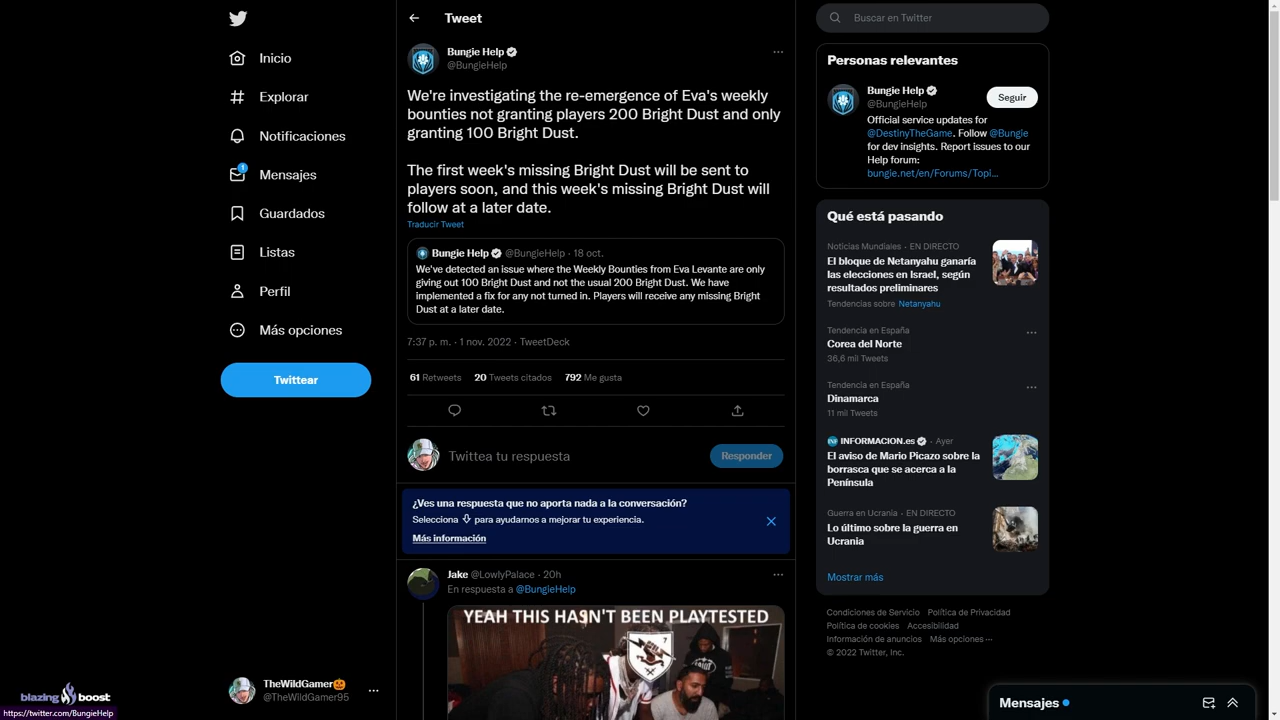 Inicio
Explorar
Notificaciones
1
Mensajes
Guardados
Listas
Perfil
Más opciones
Twittear
TheWildGamer🎃
@TheWildGamer95
blazing boost
https://twitter.com/BungieHelp
Tweet
Bungie Help
@BungieHelp
We're investigating the re-emergence of Eva's weekly
bounties not granting players 200 Bright Dust and only
granting 100 Bright Dust.
The first week's missing Bright Dust will be sent to
players soon, and this week's missing Bright Dust will
follow at a later date.
Traducir Tweet
Bungie Help @BungieHelp · 18 oct.
We've detected an issue where the Weekly Bounties from Eva Levante are only
giving out 100 Bright Dust and not the usual 200 Bright Dust. We have
implemented a fix for any not turned in. Players will receive any missing Bright
Dust at a later date.
7:37 p. m. · 1 nov. 2022 · TweetDeck
61 Retweets 20 Tweets citados 792 Me gusta
Twittea tu respuesta
Responder
¿Ves una respuesta que no aporta nada a la conversación?
Selecciona para ayudarnos a mejorar tu experiencia.
Más información
Jake @LowlyPalace · 20h
En respuesta a @BungieHelp
YEAH THIS HASN'T BEEN PLAYTESTED
7
Buscar en Twitter
Personas relevantes
Bungie Help
@BungieHelp
Seguir
Official service updates for
@DestinyTheGame. Follow @Bungie
for dev insights. Report issues to our
Help forum:
bungie.net/en/Forums/Topi...
Qué está pasando
Noticias Mundiales · EN DIRECTO
El bloque de Netanyahu ganaría
las elecciones en Israel, según
resultados preliminares
Tendencias sobre Netanyahu
Tendencia en España
Corea del Norte
36,6 mil Tweets
Tendencia en España
Dinamarca
11 mil Tweets
INFORMACION.es · Ayer
El aviso de Mario Picazo sobre la
borrasca que se acerca a la
Península
Guerra en Ucrania · EN DIRECTO
Lo último sobre la guerra en
Ucrania
Mostrar más
Condiciones de Servicio Política de Privacidad
Política de cookies Accesibilidad
Información de anuncios Más opciones ···
© 2022 Twitter, Inc.
Mensajes